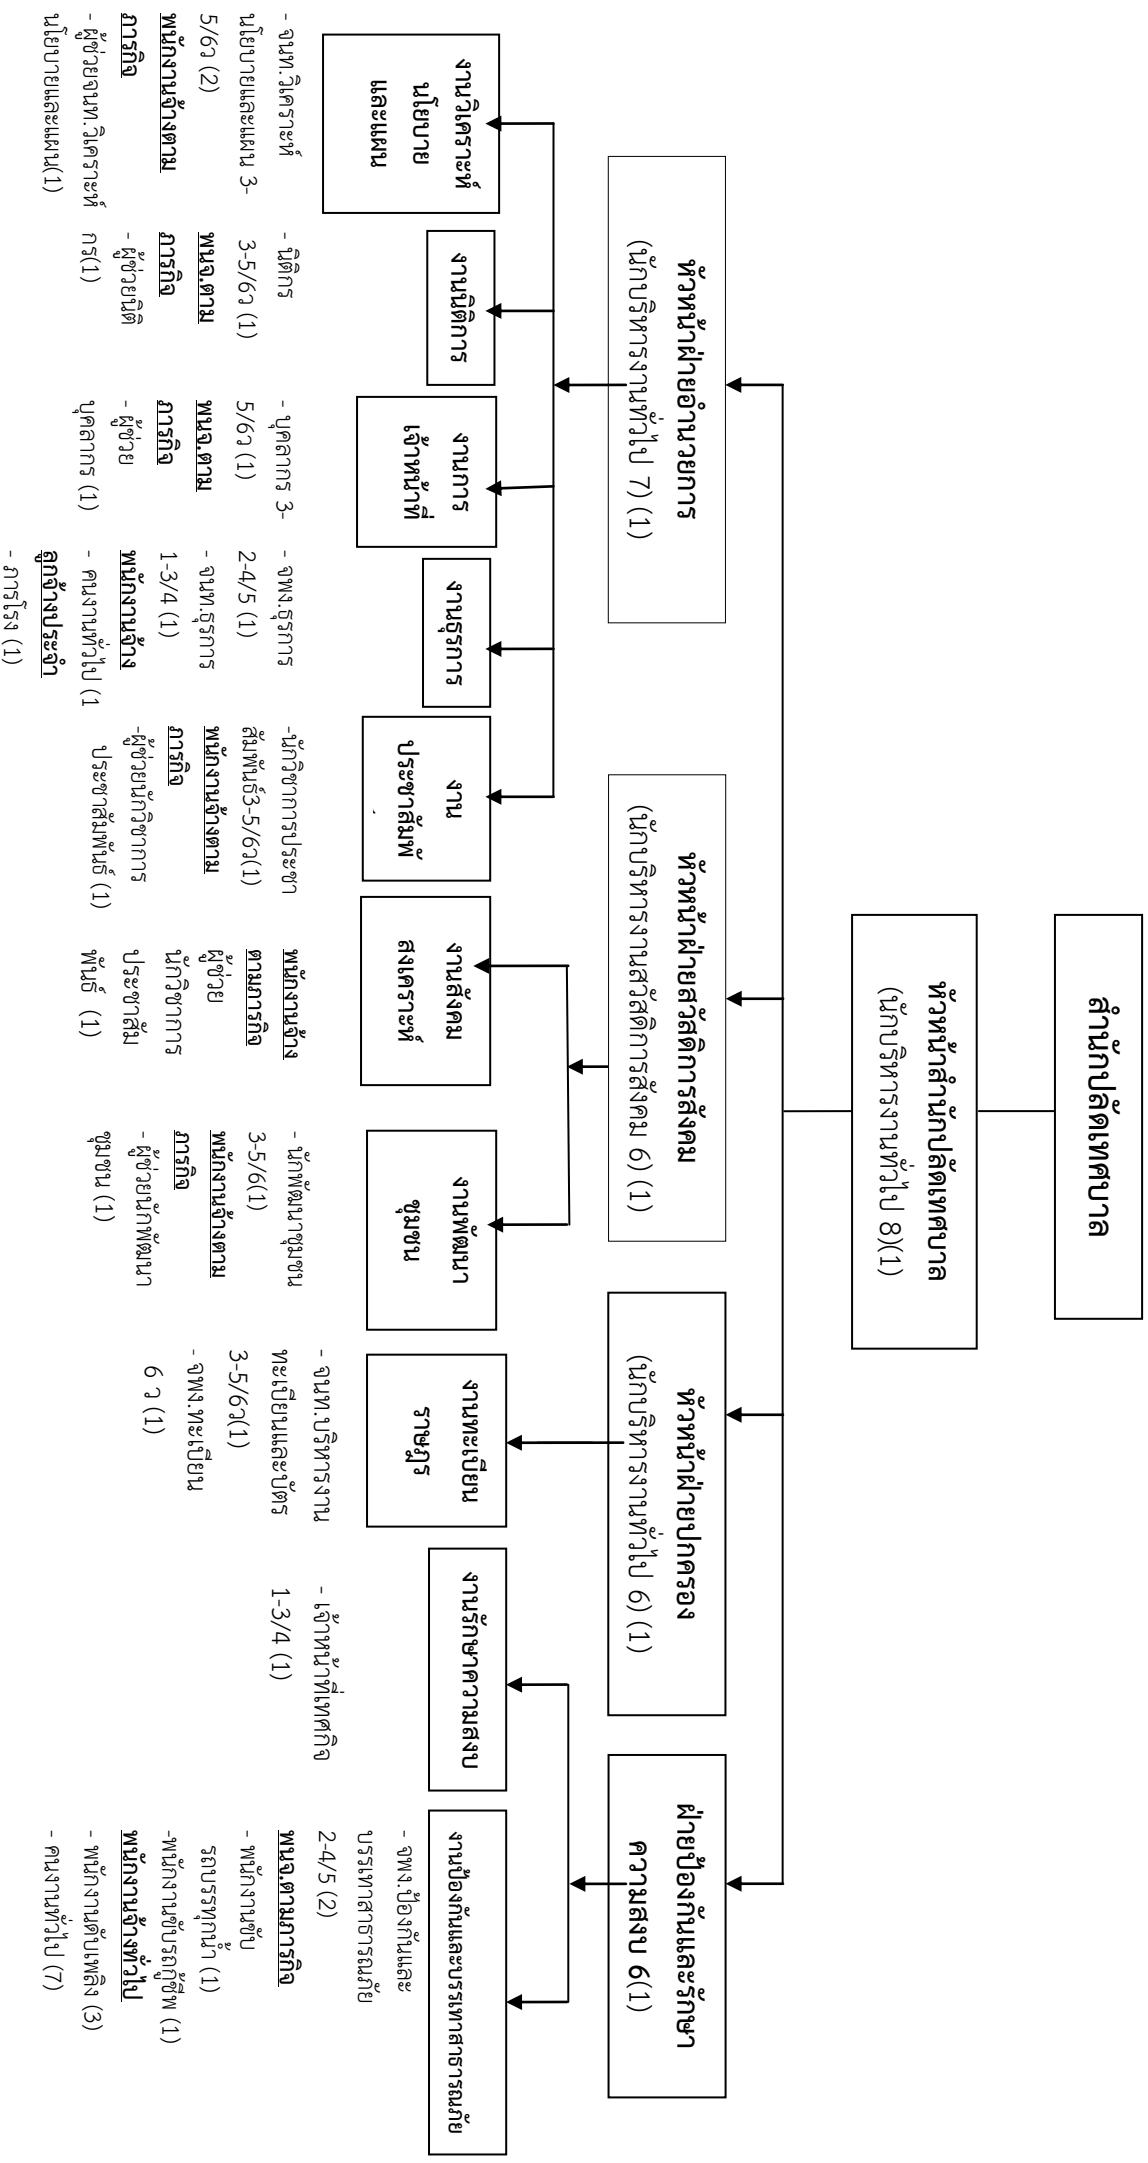 สำนักปลัดเทศบาล
หัวหน้าสำนักปลัดเทศบาล
(นักบริหารงานทั่วไป 8)(1)
หัวหน้าฝ่ายอำนวยการ
(นักบริหารงานทั่วไป 7) (1)
หัวหน้าฝ่ายสวัสดิการสังคม
(นักบริหารงานสวัสดิการสังคม 6) (1)
หัวหน้าฝ่ายปกครอง
(นักบริหารงานทั่วไป 6) (1)
ฝ่ายป้องกันและรักษา
ความสงบ 6(1)
งานวิเคราะห์
นโยบาย
และแผน
งานนิติการ
งานการ
เจ้าหน้าที่
งานธุรการ
งาน
ประชาสัมพั
งานสังคม
สงเคราะห์
งานพัฒนา
ชุมชน
งานทะเบียน
ราษฎร
งานรักษาความสงบ
งานป้องกันและบรรเทาสาธารณภัย
- จนท.วิเคราะห์
นโยบายและแผน 3-
5/6ว (2)
พนักงานจ้างตาม
ภารกิจ
- ผู้ช่วยจนท.วิเคราะห์
นโยบายและแผน(1)
- นิติกร
3-5/6ว (1)
พนจ.ตาม
ภารกิจ
- ผู้ช่วยนิติ
กร(1)
- บุคลากร 3-
5/6ว (1)
พนจ.ตาม
ภารกิจ
- ผู้ช่วย
บุคลากร (1)
- จพง.ธุรการ
2-4/5 (1)
- จนท.ธุรการ
1-3/4 (1)
พนักงานจ้าง
- คนงานทั่วไป (1
ลูกจ้างประจำ
- ภารโรง (1)
-นักวิชาการประชา
สัมพันธ์3-5/6ว(1)
พนักงานจ้างตาม
ภารกิจ
-ผู้ช่วยนักวิชาการ
ประชาสัมพันธ์ (1)
พนักงานจ้าง
ตามภารกิจ
ผู้ช่วย
นักวิชาการ
ประชาสัม
พันธ์ (1)
- นักพัฒนาชุมชน
3-5/6(1)
พนักงานจ้างตาม
ภารกิจ
- ผู้ช่วยนักพัฒนา
ชุมชน (1)
- จนท.บริหารงาน
ทะเบียนและบัตร
3-5/6ว(1)
- จพง.ทะเบียน
6 ว (1)
- เจ้าหน้าที่เทศกิจ
1-3/4 (1)
- จพง.ป้องกันและ
บรรเทาสาธารณภัย
2-4/5 (2)
พนจ.ตามภารกิจ
- พนักงานขับ
รถบรรทุกน้ำ (1)
-พนักงานขับรถกู้ชีพ (1)
พนักงานจ้างทั่วไป
- พนักงานดับเพลิง (3)
- คนงานทั่วไป (7)